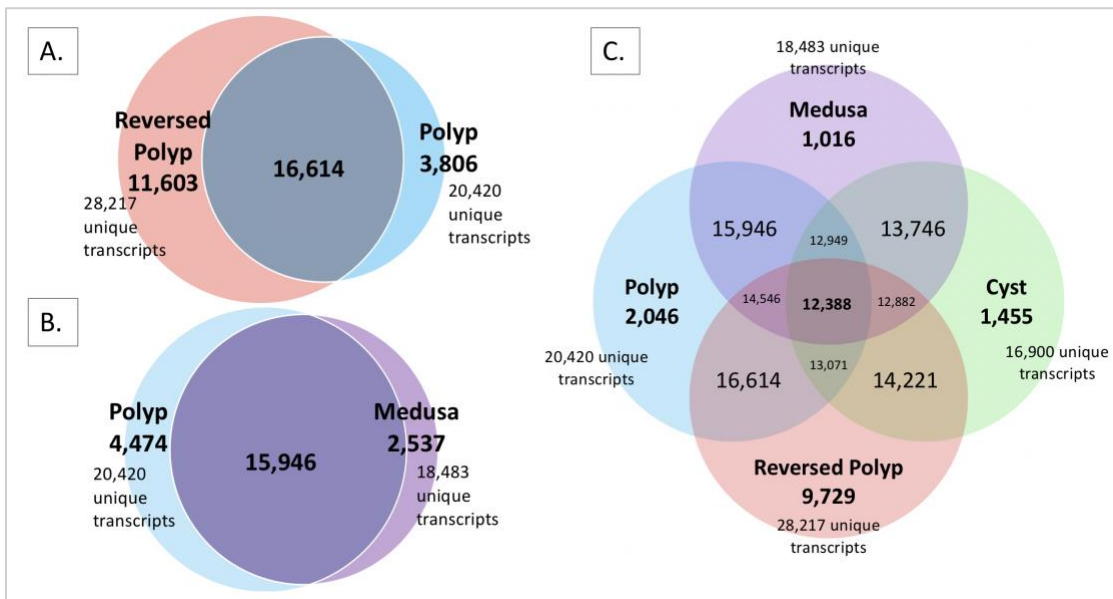 A.
Reversed
Polyp
11,603
28,217
unique
transcripts
16,614
Polyp
3,806
20,420
unique
transcripts
B.
Polyp
4,474
20,420
unique
transcripts
15,946
Medusa
2,537
18,483
unique
transcripts
C.
18,483 unique
transcripts
Medusa
1,016
15,946
12,949
13,746
Polyp
2,046
20,420 unique
transcripts
14,546
12,388
12,882
Cyst
1,455
16,900 unique
transcripts
16,614
13,071
14,221
Reversed Polyp
9,729
28,217 unique
transcripts